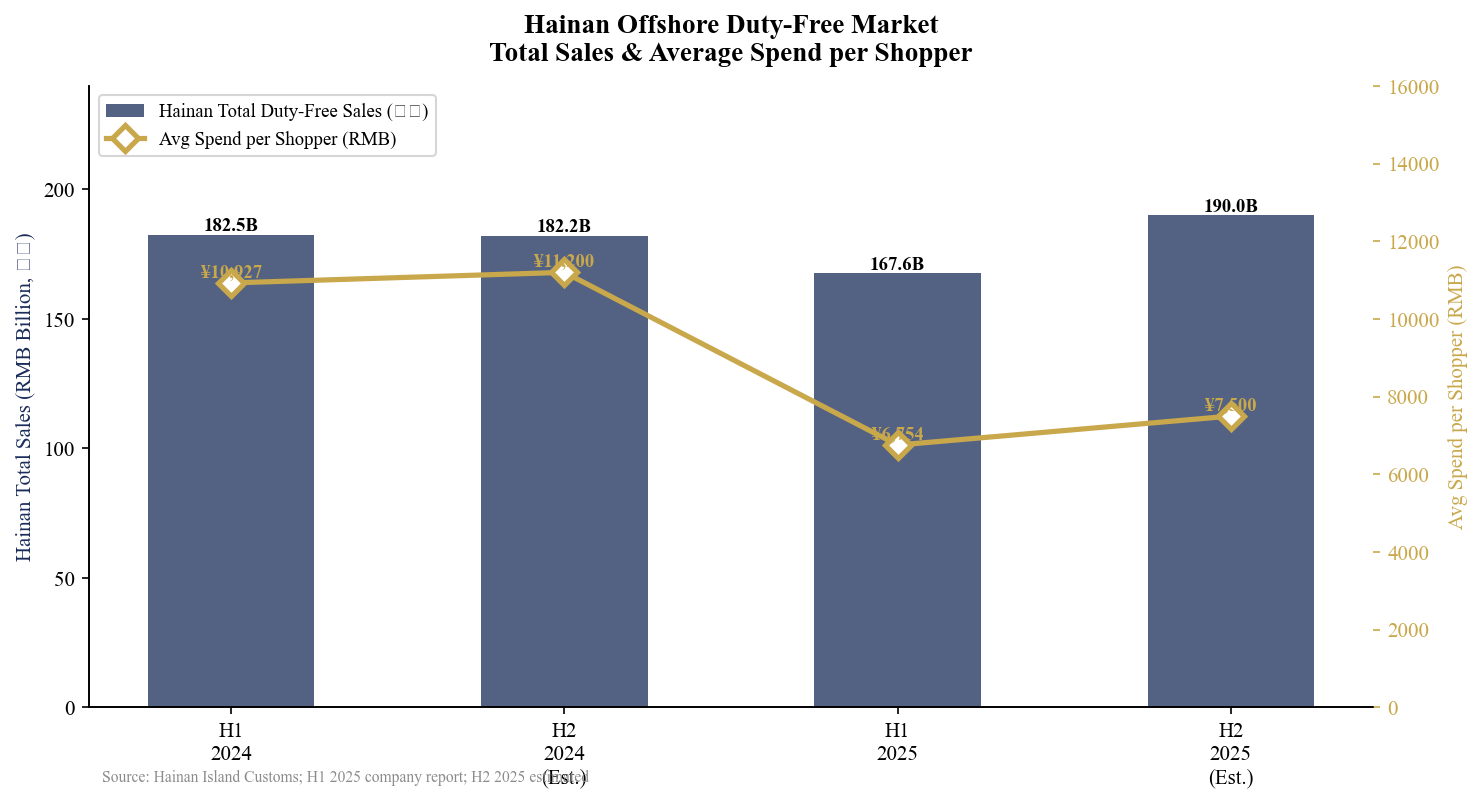 Hainan Offshore Duty-Free Market
Total Sales & Average Spend per Shopper
Hainan Total Duty-Free Sales (□□)
Avg Spend per Shopper (RMB)
Hainan Total Sales (RMB Billion, □□)
200
150
100
50
0
16000
14000
12000
10000
8000
6000
4000
2000
0
Avg Spend per Shopper (RMB)
182.5B
182.2B
167.6B
190.0B
¥10,927
¥11,200
¥6,754
¥7,500
H1
2024
H2
2024
(Est.)
H1
2025
H2
2025
(Est.)
Source: Hainan Island Customs; H1 2025 company report; H2 2025 estimated